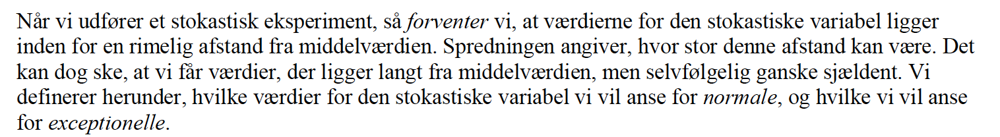 Når vi udfører et stokastisk eksperiment, så forventer vi, at værdierne for den stokastiske variabel ligger
inden for en rimelig afstand fra middelværdien. Spredningen angiver, hvor stor denne afstand kan være. Det
kan dog ske, at vi får værdier, der ligger langt fra middelværdien, men selvfølgelig ganske sjældent. Vi
definerer herunder, hvilke værdier for den stokastiske variabel vi vil anse for normale, og hvilke vi vil anse
for exceptionelle.